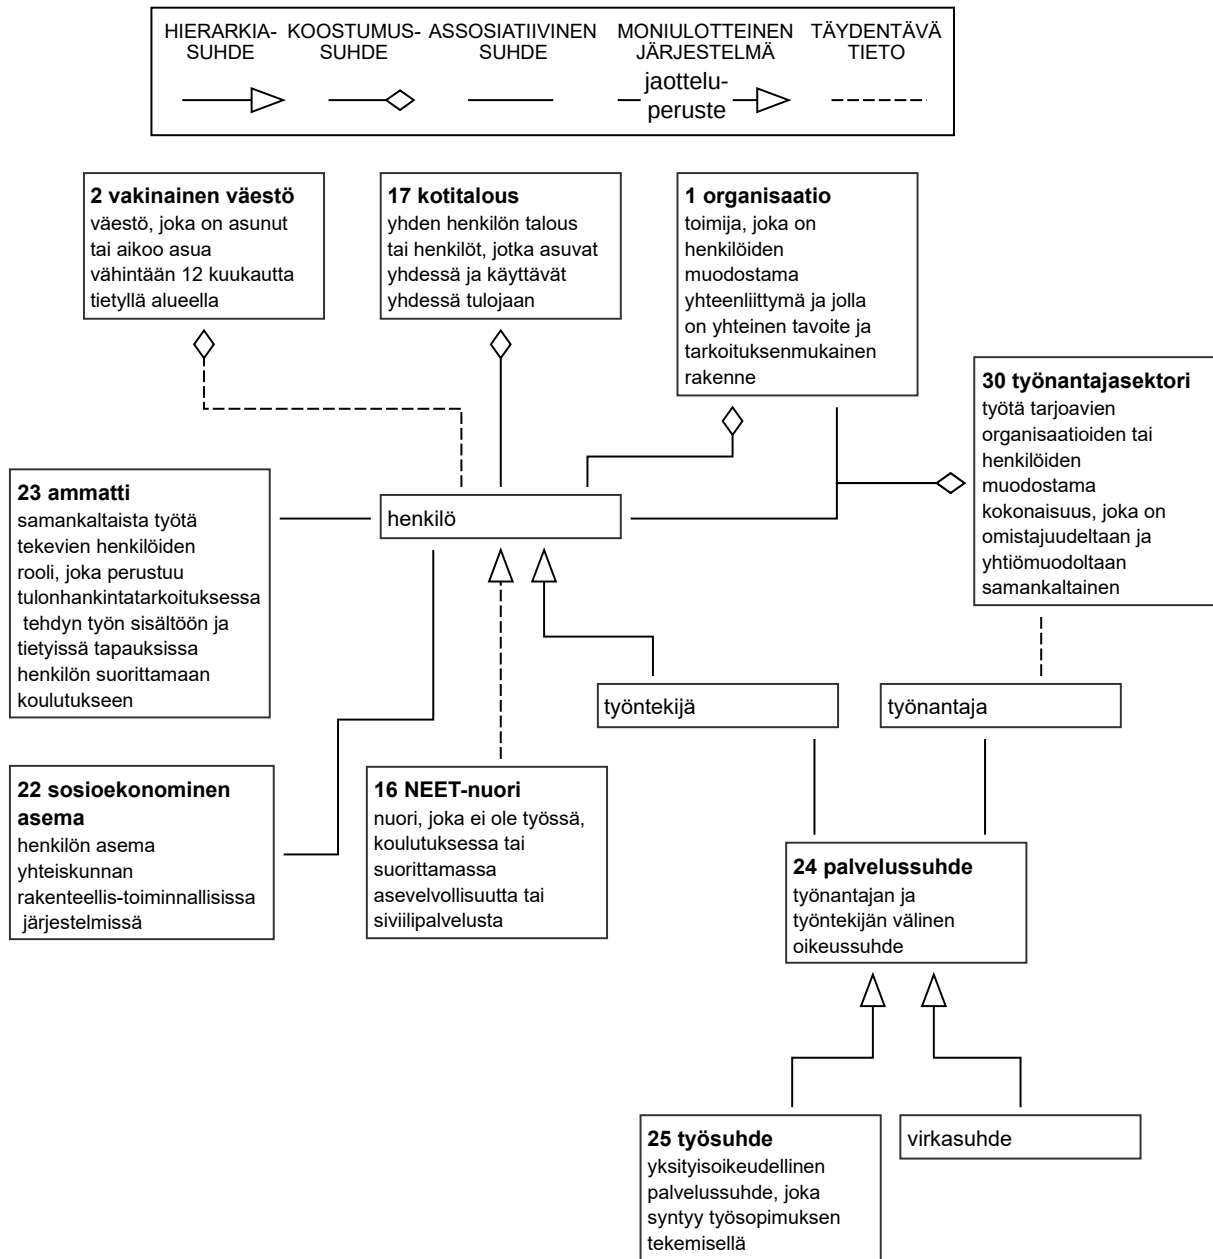 HIERARKIA-
SUHDE
KOOSTUMUS-
SUHDE
ASSOSIATIIVINEN
SUHDE
MONIULOTTEINEN
JÄRJESTELMÄ
jaottelu-
peruste
TÄYDENTÄVÄ
TIETO
2 vakinainen väestö
väestö, joka on asunut
tai aikoo asua
vähintään 12 kuukautta
tietyllä alueella
17 kotitalous
yhden henkilön talous
tai henkilöt, jotka asuvat
yhdessä ja käyttävät
yhdessä tulojaan
1 organisaatio
toimija, joka on
henkilöiden
muodostama
yhteenliittymä ja jolla
on yhteinen tavoite ja
tarkoituksenmukainen
rakenne
30 työnantajasektori
työtä tarjoavien
organisaatioiden tai
henkilöiden
muodostama
kokonaisuus, joka on
omistajuudeltaan ja
yhtiömuodoltaan
samankaltainen
23 ammatti
samankaltaista työtä
tekevien henkilöiden
rooli, joka perustuu
tulonhankintatarkoituksessa
tehdyn työn sisältöön ja
tietyissä tapauksissa
henkilön suorittamaan
koulutukseen
henkilö
työntekijä
työnantaja
22 sosioekonominen
asema
henkilön asema
yhteiskunnan
rakenteellis-toiminnallisissa
järjestelmissä
16 NEET-nuori
nuori, joka ei ole työssä,
koulutuksessa tai
suorittamassa
asevelvollisuutta tai
siviilipalvelusta
24 palvelussuhde
työnantajan ja
työntekijän välinen
oikeussuhde
25 työsuhde
yksityisoikeudellinen
palvelussuhde, joka
syntyy työsopimuksen
tekemisellä
virkasuhde